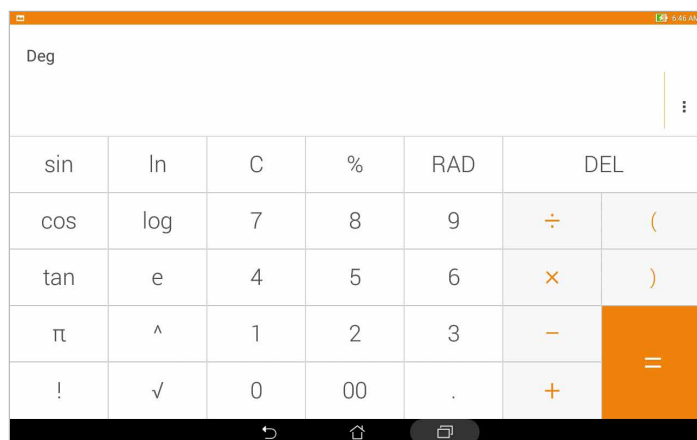 6:46 AM
Deg
sin ln C % RAD DEL
cos log 7 8 9 ÷ (
tan e 4 5 6 × )
π ^ 1 2 3 −
=
! √ 0 00 . +